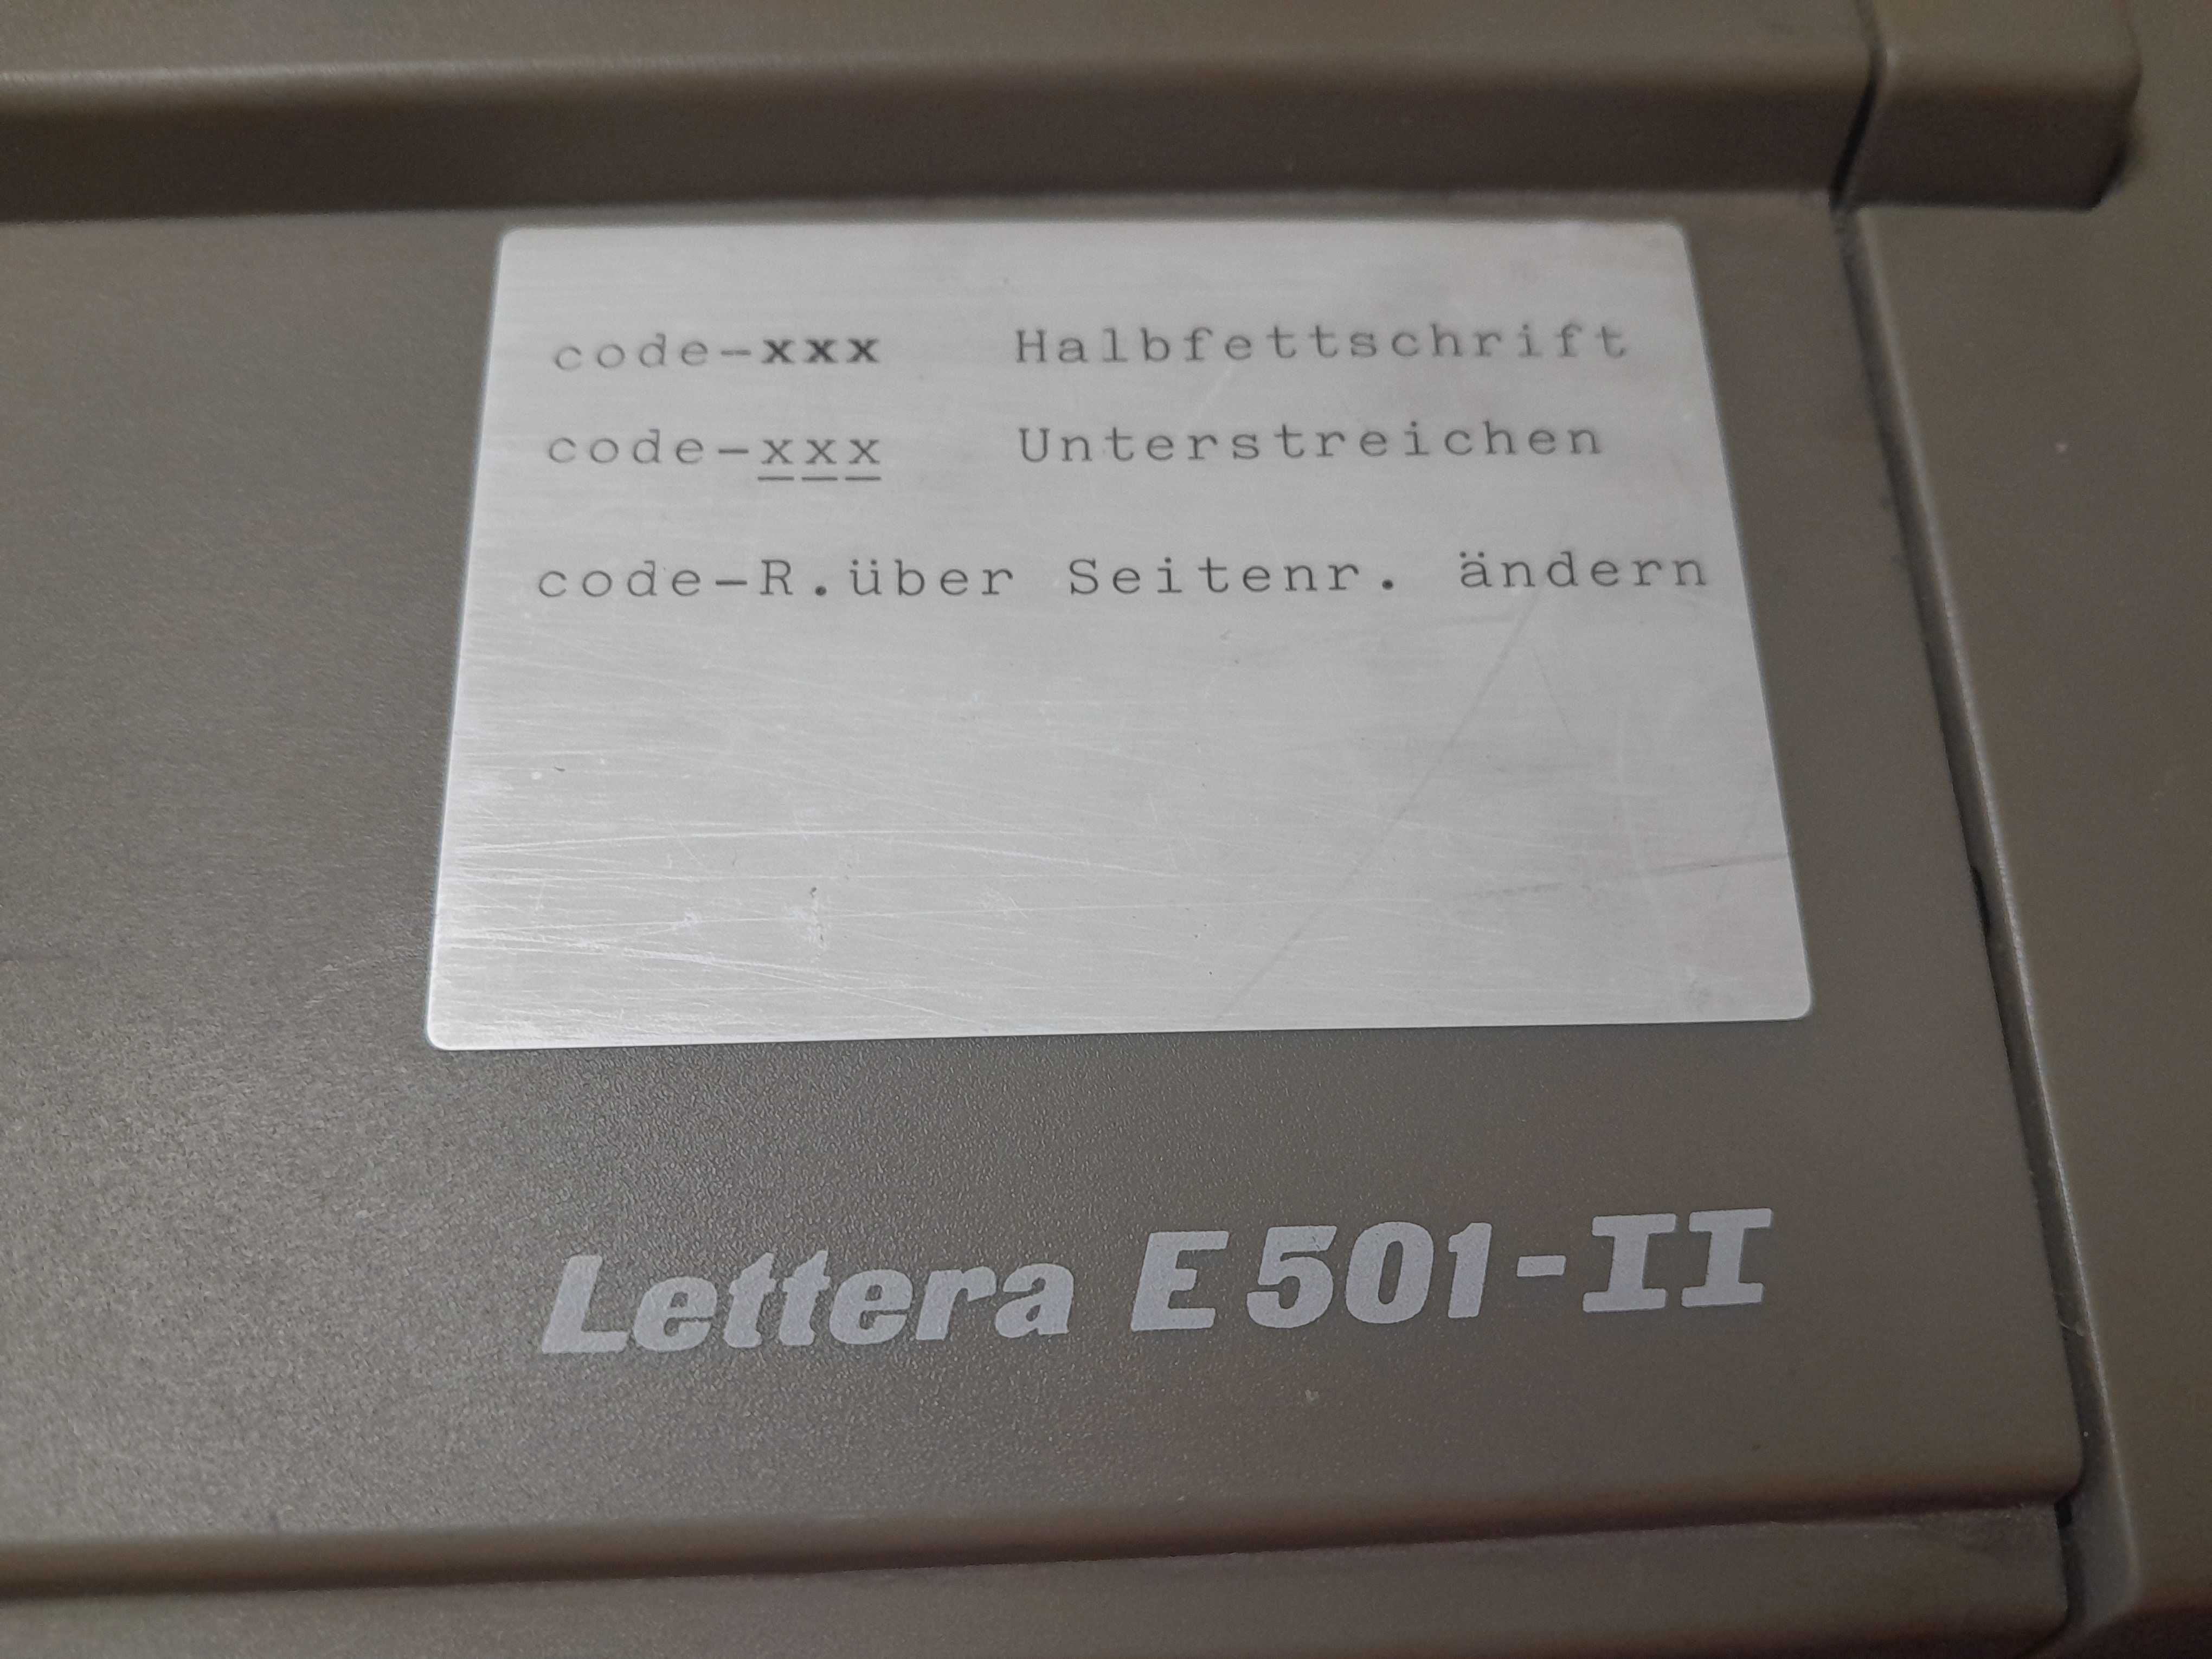 code-xxx Halbfettschrift
code-xxx Unterstreichen
code-R.über Seitenr. ändern
Lettera E501-II